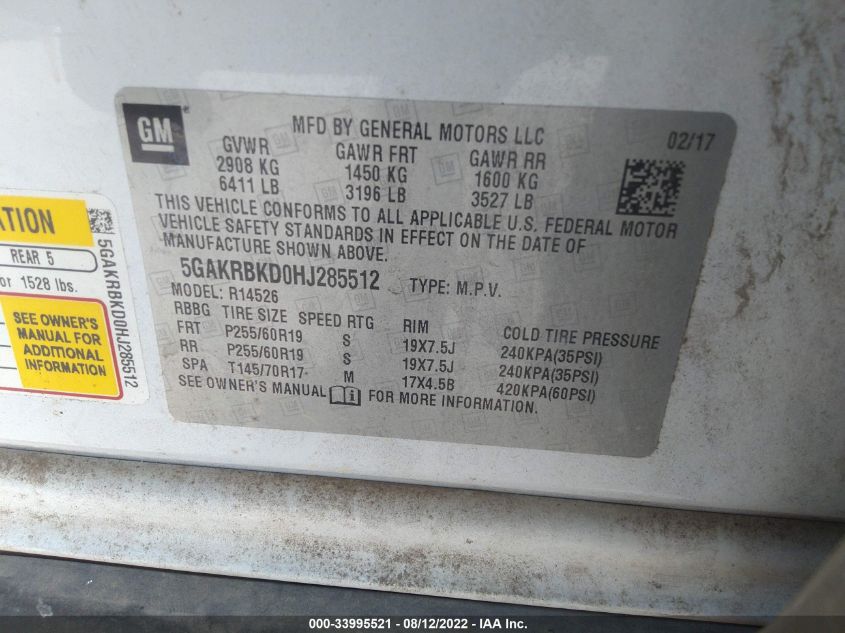 GM
MFD BY GENERAL MOTORS LLC
02/17
GVWR GAWR FRT GAWR RR
2908 KG 1450 KG 1600 KG
6411 LB 3196 LB 3527 LB
THIS VEHICLE CONFORMS TO ALL APPLICABLE U.S. FEDERAL MOTOR
VEHICLE SAFETY STANDARDS IN EFFECT ON THE DATE OF
MANUFACTURE SHOWN ABOVE.
5GAKRBKD0HJ285512 TYPE: M.P.V.
MODEL: R14526
RBBG TIRE SIZE SPEED RTG RIM COLD TIRE PRESSURE
FRT P255/60R19 S 19X7.5J 240KPA(35PSI)
RR P255/60R19 S 19X7.5J 240KPA(35PSI)
SPA T145/70R17 M 17X4.5B 420KPA(60PSI)
SEE OWNER'S MANUAL FOR MORE INFORMATION.
ATION
REAR 5
or 1528 lbs.
SEE OWNER'S
MANUAL FOR
ADDITIONAL
INFORMATION
5GAKRBKD0HJ285512
000-33995521 - 08/12/2022 - IAA Inc.